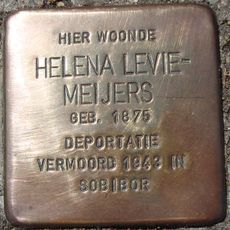 HIER WOONDE
HELENA LEVIE-
MEIJERS
GEB. 1875
DEPORTATIE
VERMOORD 1943 IN
SOBIBOR